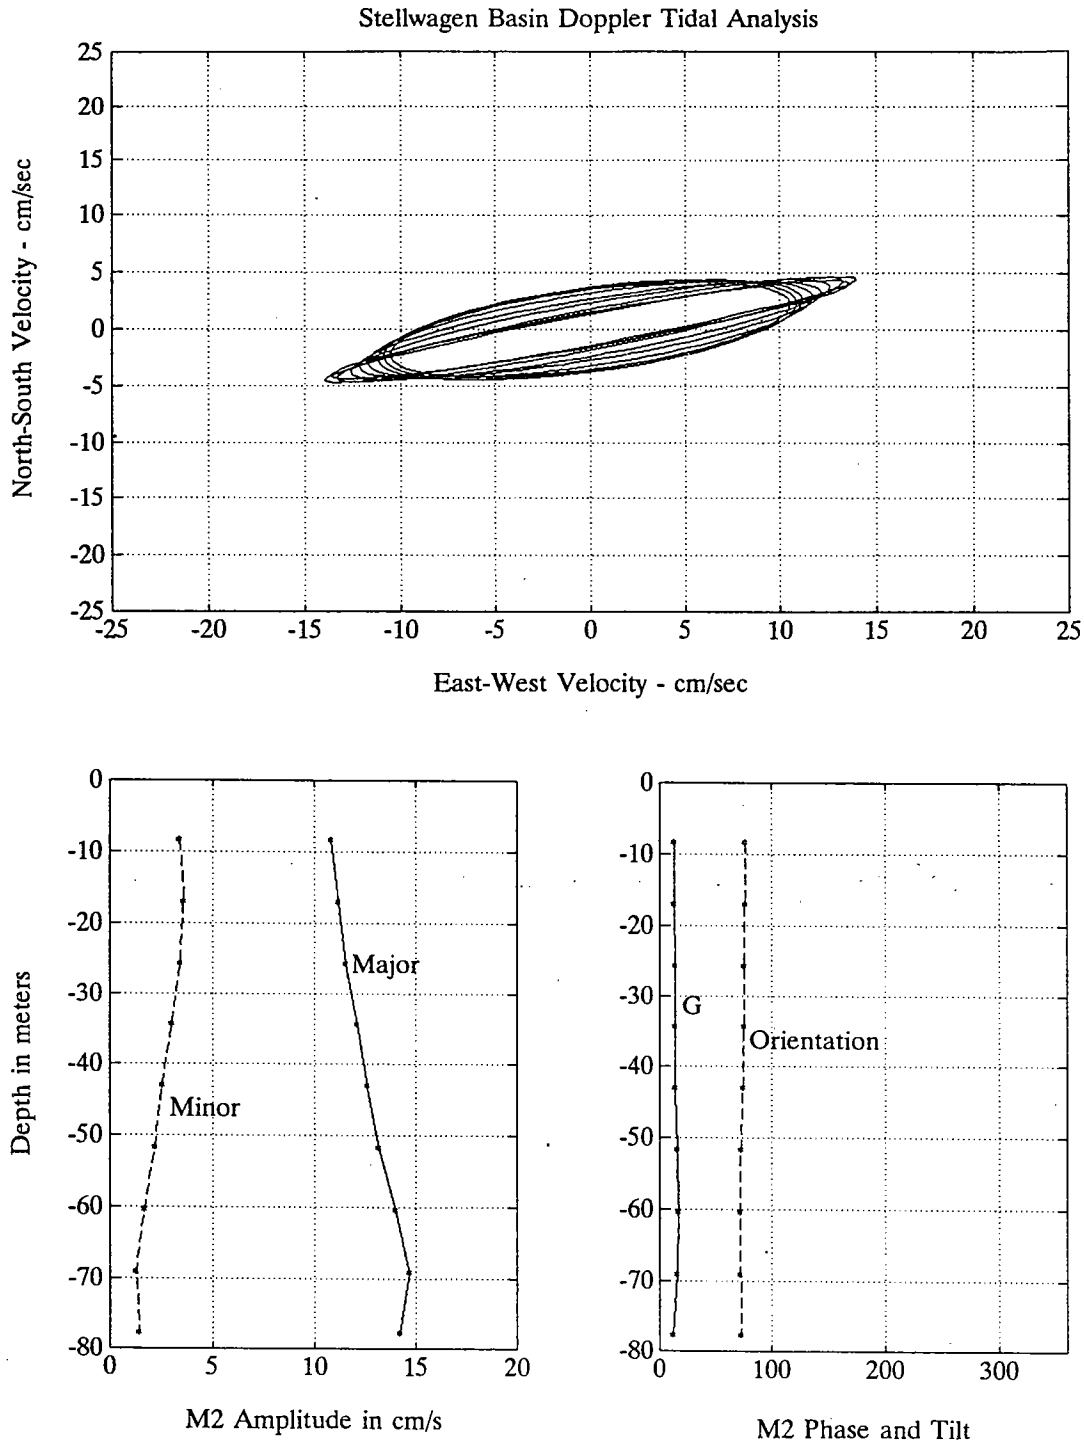 Stellwagen Basin Doppler Tidal Analysis
North-South Velocity - cm/sec
25
20
15
10
5
0
-5
-10
-15
-20
-25
-25 -20 -15 -10 -5 0 5 10 15 20 25
East-West Velocity - cm/sec
Depth in meters
0
-10
-20
-30
-40
-50
-60
-70
-80
Major
Minor
0 5 10 15 20
M2 Amplitude in cm/s
0
-10
-20
-30
-40
-50
-60
-70
-80
G
Orientation
0 100 200 300
M2 Phase and Tilt